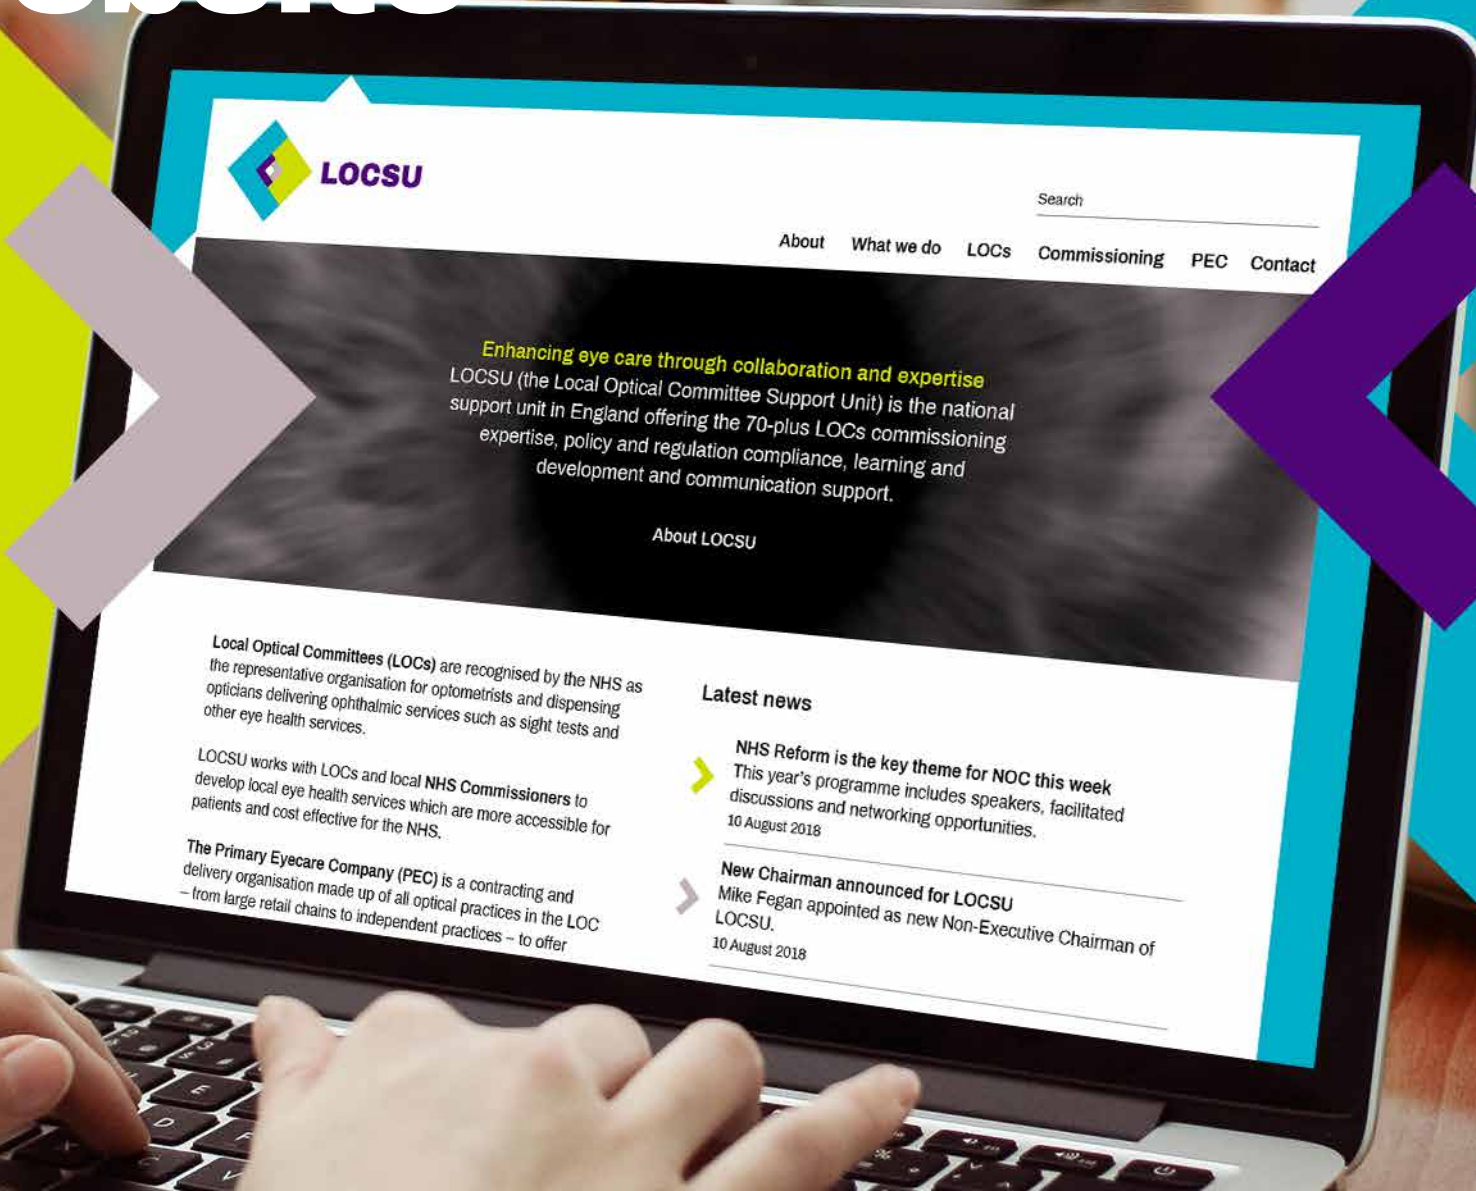 LOCSU
Search
About What we do LOCs Commissioning PEC Contact
Enhancing eye care through collaboration and expertise
LOCSU (the Local Optical Committee Support Unit) is the national
support unit in England offering the 70-plus LOCs commissioning
expertise, policy and regulation compliance, learning and
development and communication support.
About LOCSU
Local Optical Committees (LOCs) are recognised by the NHS as
the representative organisation for optometrists and dispensing
opticians delivering ophthalmic services such as sight tests and
other eye health services.
LOCSU works with LOCs and local NHS Commissioners to
develop local eye health services which are more accessible for
patients and cost effective for the NHS.
The Primary Eyecare Company (PEC) is a contracting and
delivery organisation made up of all optical practices in the LOC
– from large retail chains to independent practices – to offer
Latest news
NHS Reform is the key theme for NOC this week
This year's programme includes speakers, facilitated
discussions and networking opportunities.
10 August 2018
New Chairman announced for LOCSU
Mike Fegan appointed as new Non-Executive Chairman of
LOCSU.
10 August 2018
E
D
F
C
V